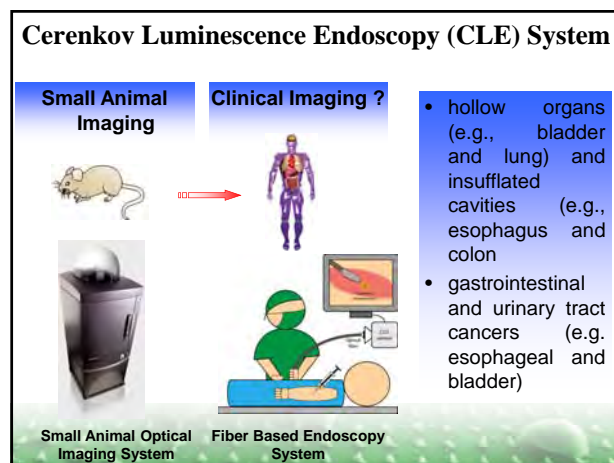 Cerenkov Luminescence Endoscopy (CLE) System
Small Animal
Imaging
Clinical Imaging ?
• hollow organs
(e.g., bladder
and lung) and
insufflated
cavities (e.g.,
esophagus and
colon
• gastrointestinal
and urinary tract
cancers (e.g.
esophageal and
bladder)
Small Animal Optical
Imaging System
Fiber Based Endoscopy
System